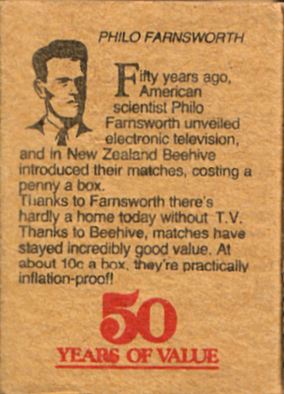 PHILO FARNSWORTH
Fifty years ago,
American
scientist Philo
Farnsworth unveiled
electronic television,
and in New Zealand Beehive
introduced their matches, costing a
penny a box.
Thanks to Farnsworth there's
hardly a home today without T.V.
Thanks to Beehive, matches have
stayed incredibly good value. At
about 10c a box, they're practically
inflation-proof!
50
YEARS OF VALUE